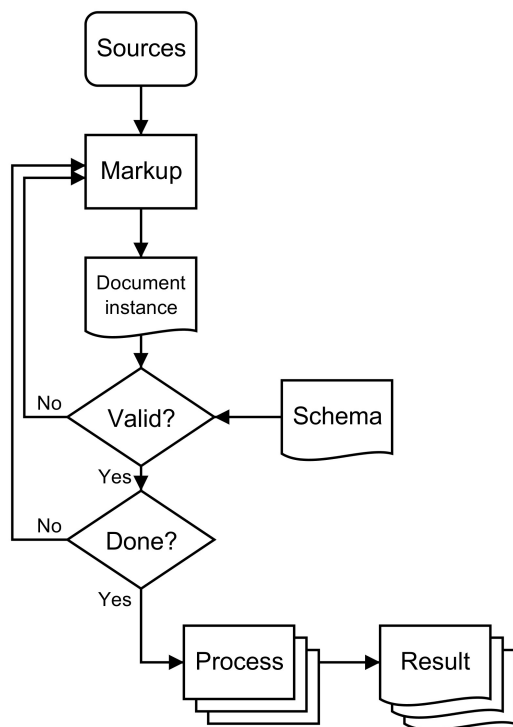 Sources
Markup
Document
instance
No
Valid?
Schema
Yes
No
Done?
Yes
Process
Result